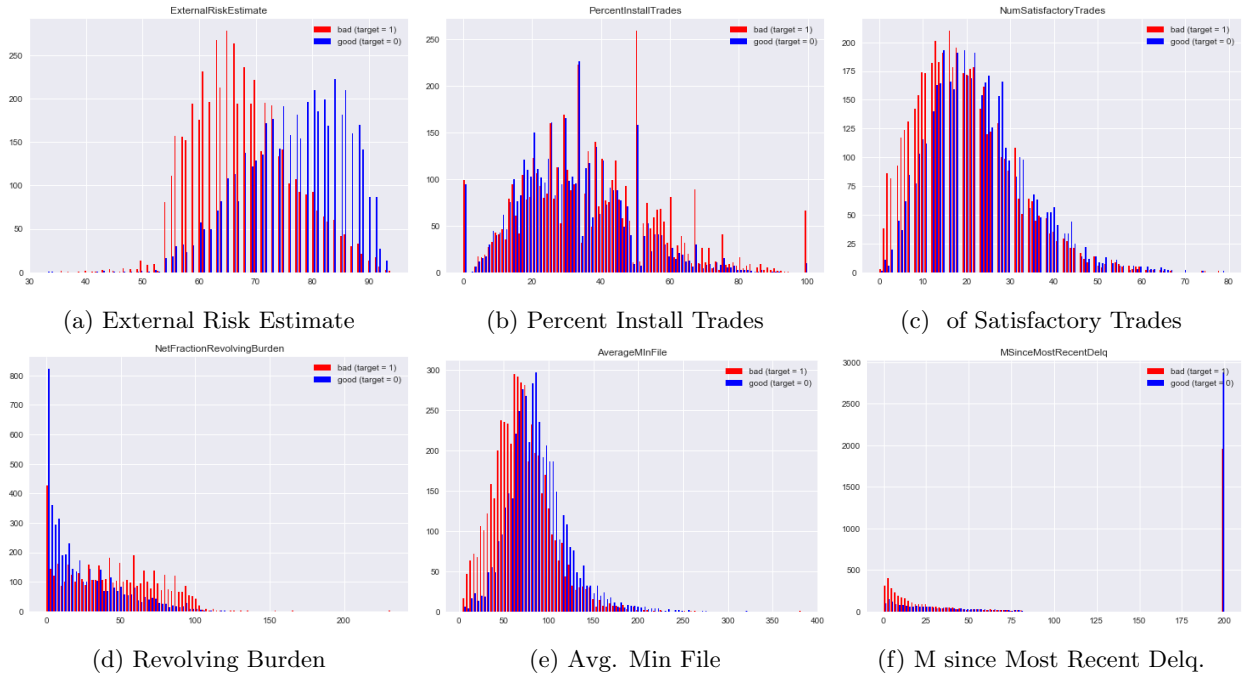 ExternalRiskEstimate
bad (target = 1)
good (target = 0)
250
200
150
100
50
0
30 40 50 60 70 80 90
(a) External Risk Estimate
PercentInstallTrades
bad (target = 1)
good (target = 0)
250
200
150
100
50
0
0 20 40 60 80 100
(b) Percent Install Trades
NumSatisfactoryTrades
bad (target = 1)
good (target = 0)
200
175
150
125
100
75
50
25
0
0 10 20 30 40 50 60 70 80
(c) of Satisfactory Trades
NetFractionRevolvingBurden
bad (target = 1)
good (target = 0)
800
700
600
500
400
300
200
100
0
0 50 100 150 200
(d) Revolving Burden
AverageMInFile
bad (target = 1)
good (target = 0)
300
250
200
150
100
50
0
0 50 100 150 200 250 300 350 400
(e) Avg. Min File
MSinceMostRecentDelq
bad (target = 1)
good (target = 0)
3000
2500
2000
1500
1000
500
0
0 25 50 75 100 125 150 175 200
(f) M since Most Recent Delq.